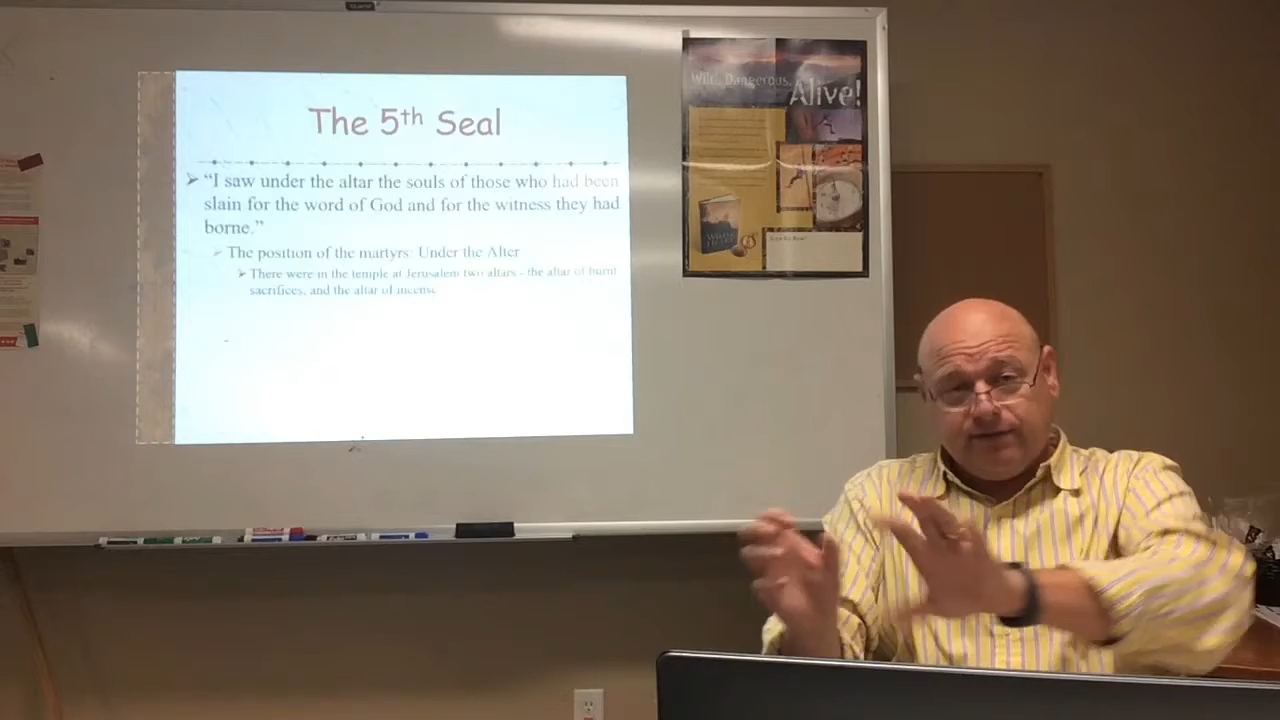 The 5th Seal
“I saw under the altar the souls of those who had been
slain for the word of God and for the witness they had
borne.”
The position of the martyrs: Under the Alter
There were in the temple at Jerusalem two altars - the altar of burnt
sacrifices, and the altar of incense
Wild, Dangerous,
Alive!